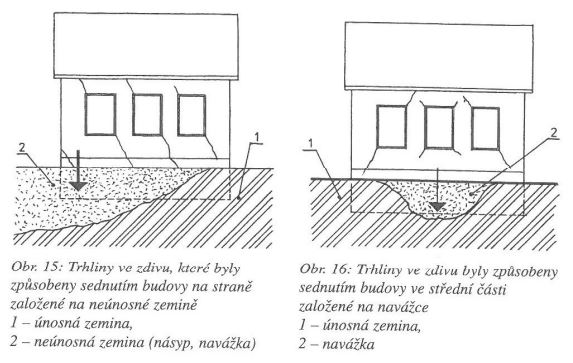 2
1
1
2
Obr. 15: Trhliny ve zdivu, které byly
způsobeny sednutím budovy na straně
založené na neúnosné zemině
1 – únosná zemina,
2 – neúnosná zemina (násyp, navážka)
Obr. 16: Trhliny ve zdivu byly způsobeny
sednutím budovy ve střední části
založené na navážce
1 – únosná zemina,
2 – navážka